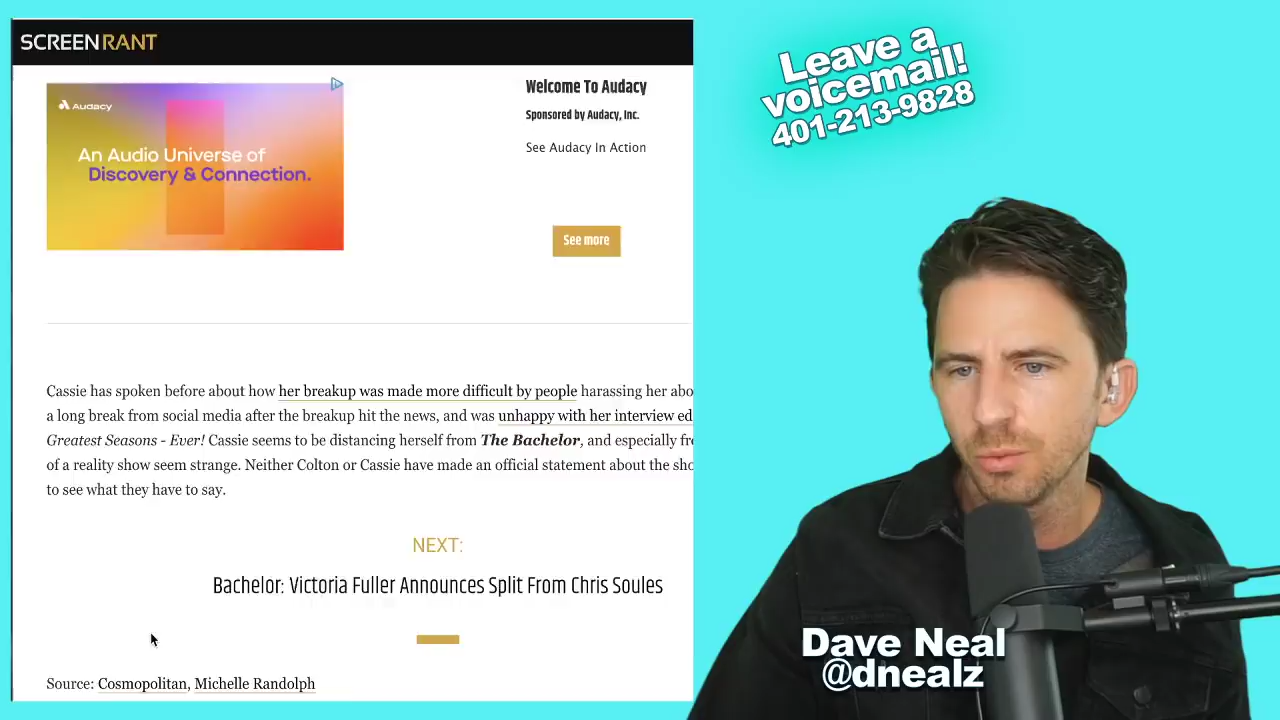 SCREENRANT
Audacy
An Audio Universe of
Discovery & Connection.
Welcome To Audacy
Sponsored by Audacy, Inc.
See Audacy In Action
See more
Cassie has spoken before about how her breakup was made more difficult by people harassing her
a long break from social media after the breakup hit the news, and was unhappy with her interview
Greatest Seasons - Ever! Cassie seems to be distancing herself from The Bachelor, and especially
of a reality show seem strange. Neither Colton or Cassie have made an official statement about the
to see what they have to say.
NEXT:
Bachelor: Victoria Fuller Announces Split From Chris Soules
Source: Cosmopolitan, Michelle Randolph
Leave a
voicemail!
401-213-9828
Dave Neal
@dnealz